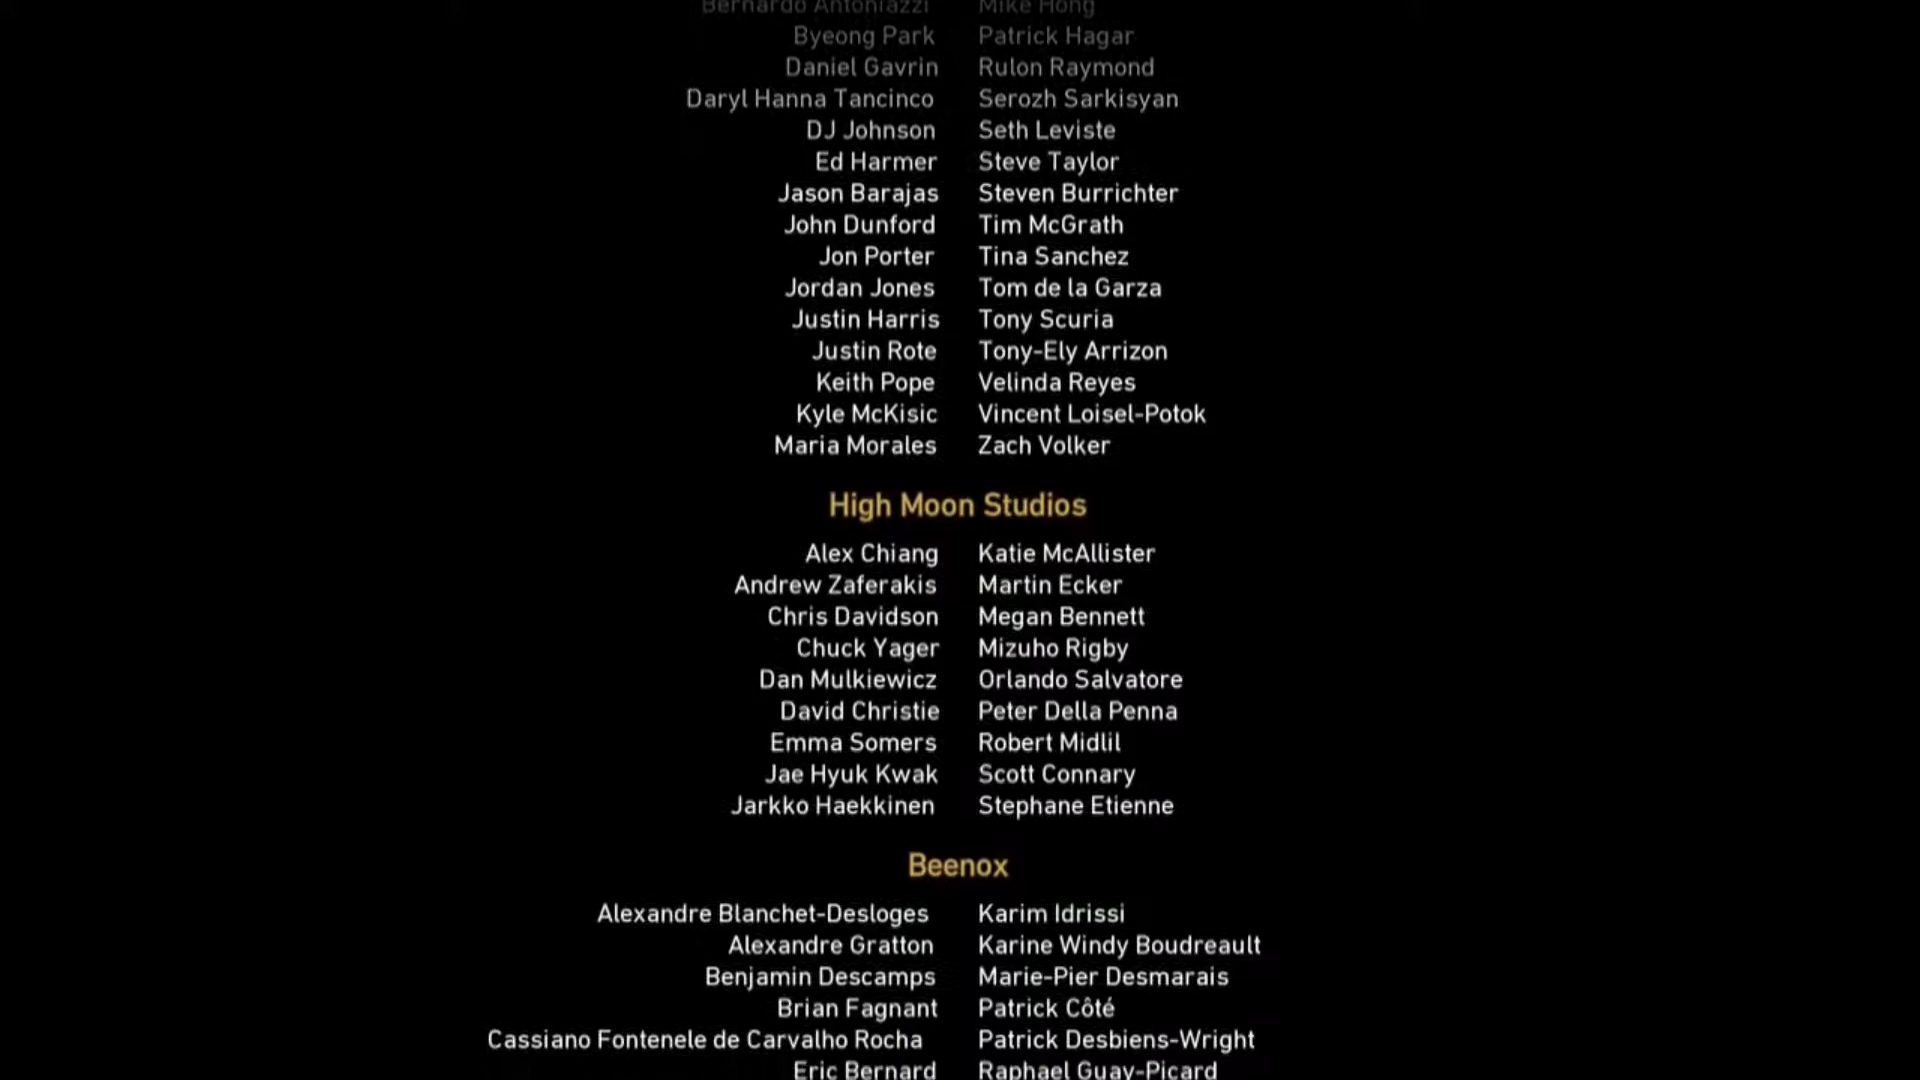 Bernardo Antoniazzi Mike Hong
Byeong Park Patrick Hagar
Daniel Gavrin Rulon Raymond
Daryl Hanna Tancinco Serozh Sarkisyan
DJ Johnson Seth Leviste
Ed Harmer Steve Taylor
Jason Barajas Steven Burrichter
John Dunford Tim McGrath
Jon Porter Tina Sanchez
Jordan Jones Tom de la Garza
Justin Harris Tony Scuria
Justin Rote Tony-Ely Arrizon
Keith Pope Velinda Reyes
Kyle McKisic Vincent Loisel-Potok
Maria Morales Zach Volker
High Moon Studios
Alex Chiang Katie McAllister
Andrew Zaferakis Martin Ecker
Chris Davidson Megan Bennett
Chuck Yager Mizuho Rigby
Dan Mulkiewicz Orlando Salvatore
David Christie Peter Della Penna
Emma Somers Robert Midlil
Jae Hyuk Kwak Scott Connary
Jarkko Haekkinen Stephane Etienne
Beenox
Alexandre Blanchet-Desloges Karim Idrissi
Alexandre Gratton Karine Windy Boudreault
Benjamin Descamps Marie-Pier Desmarais
Brian Fagnant Patrick Côté
Cassiano Fontenele de Carvalho Rocha Patrick Desbiens-Wright
Eric Bernard Raphael Guay-Picard